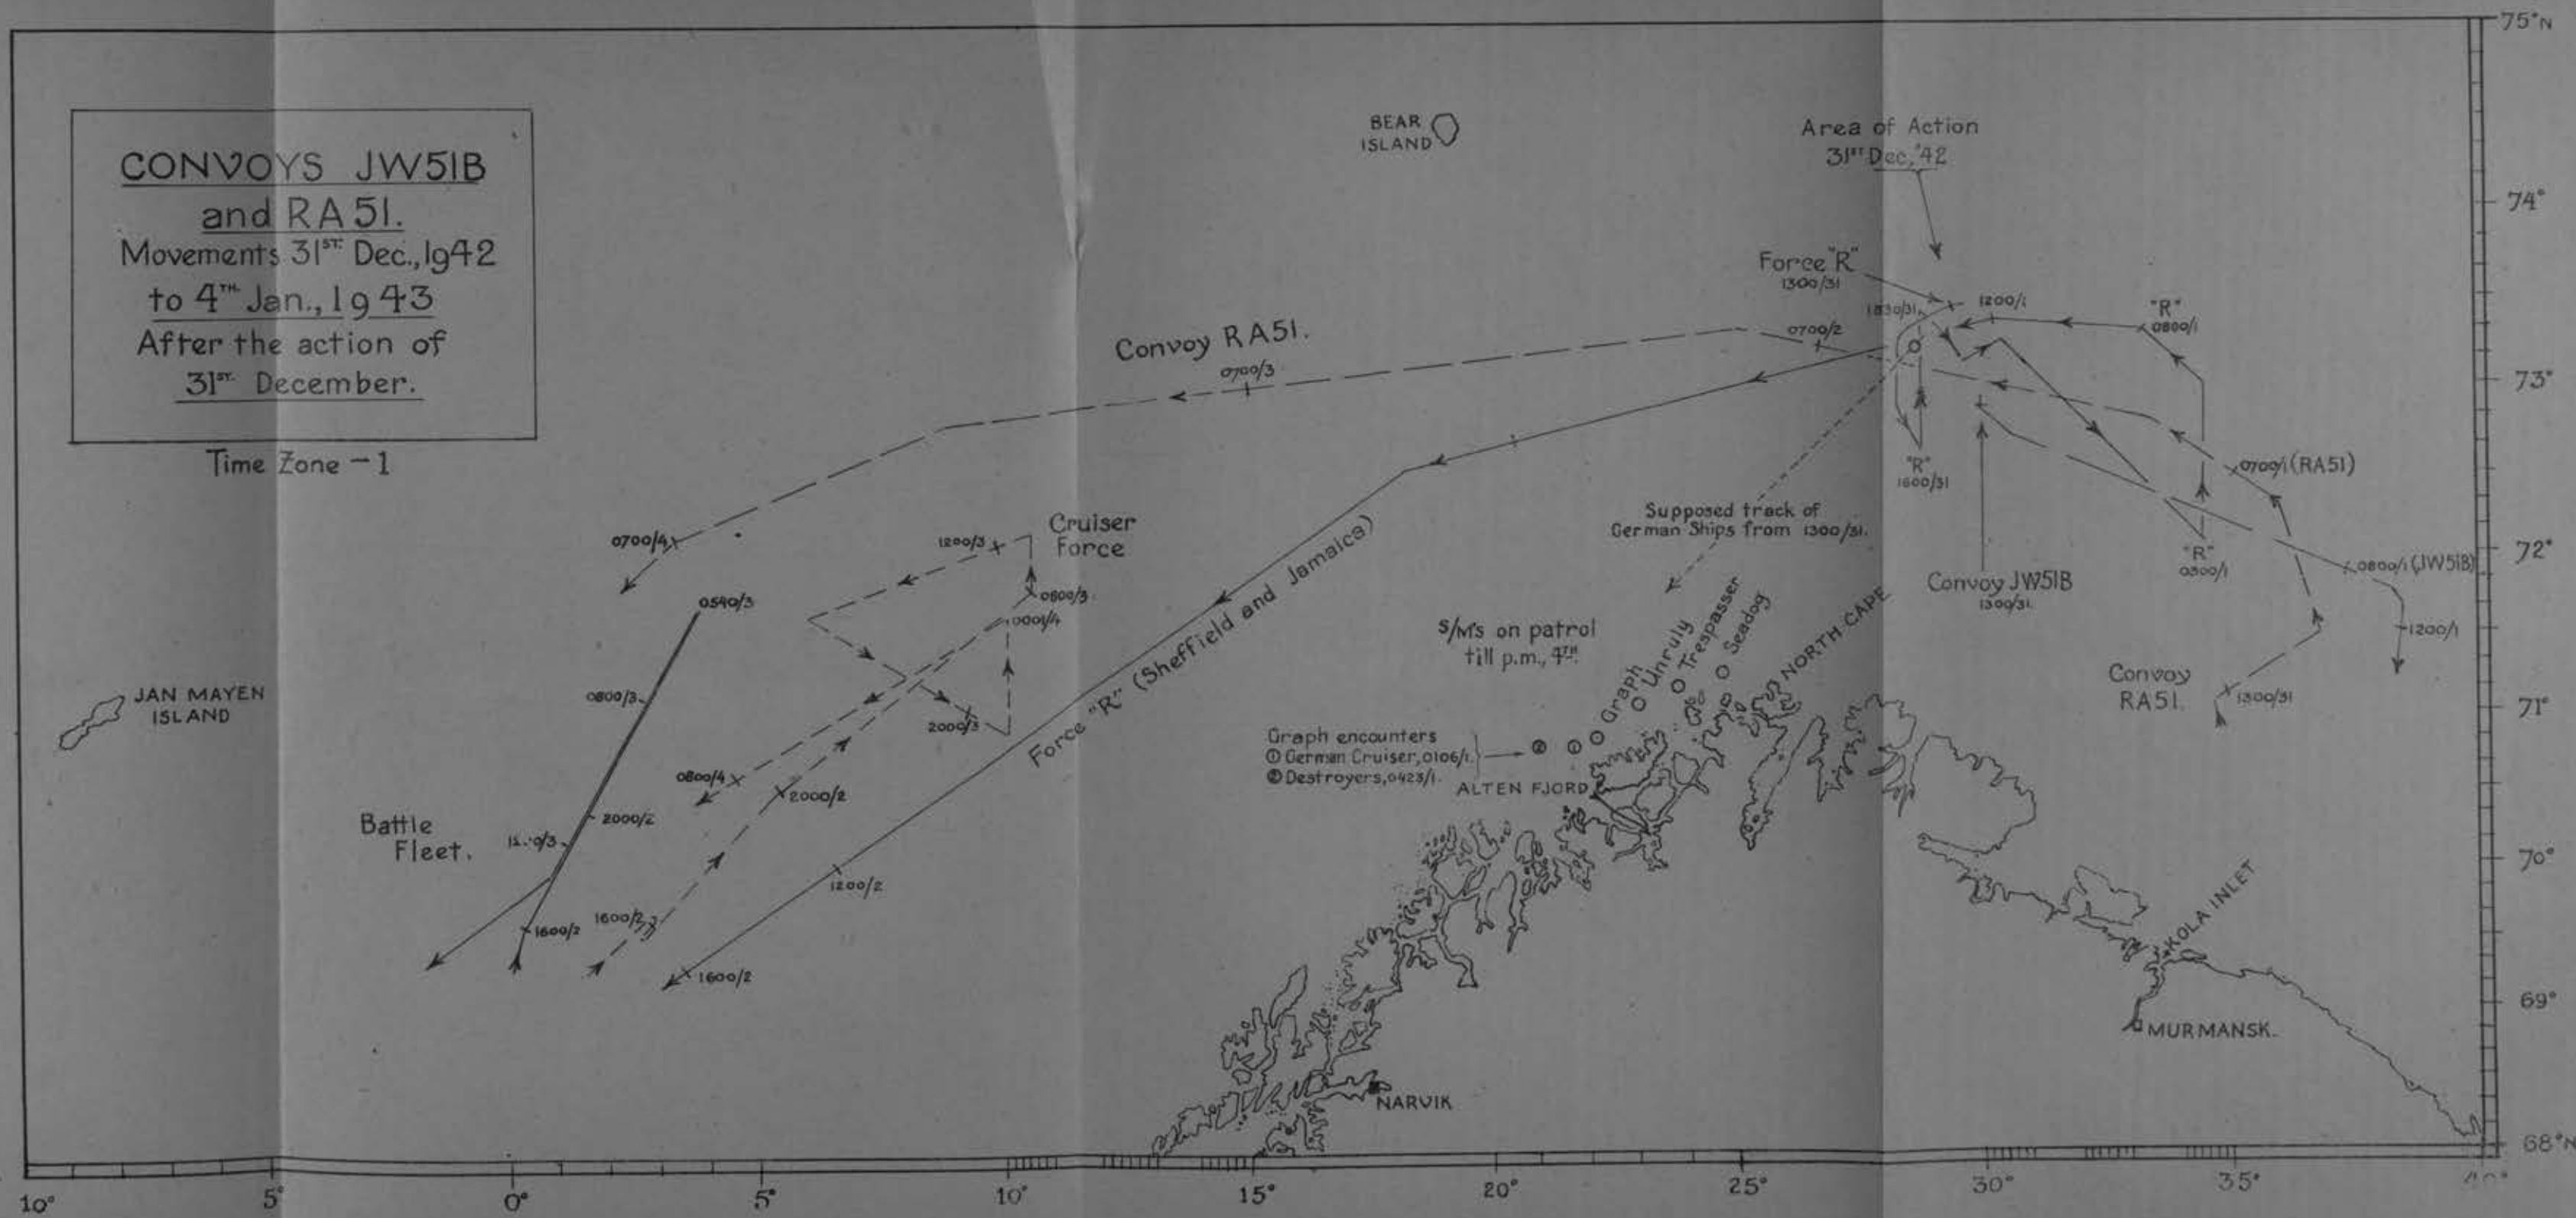 CONVOYS JW51B
and RA51.
Movements 31ST. Dec., 1942
to 4TH Jan., 1943
After the action of
31ST. December.
Time Zone -1
BEAR
ISLAND
Area of Action
31ST Dec, '42
Force "R"
1300/31
1830/31
1200/1
"R"
0800/1
0700/2
Convoy RA51.
0700/3
"R"
1600/31
0700/1 (RA51)
Supposed track of
German Ships from 1300/31.
0700/4
1200/3
Cruiser
Force
0540/3
0800/3
0001/4
Convoy JW51B
1300/31.
"R"
0300/1
0800/1 (JW51B)
1200/1
Force "R" (Sheffield and Jamaica)
S/M's on patrol
till p.m., 4TH.
Graph
Unruly
Trespasser
Seadog
NORTH CAPE
Convoy
RA51.
1300/31
JAN MAYEN
ISLAND
0800/3
2000/3
Graph encounters
① German Cruiser, 0106/1.
② Destroyers, 0423/1.
② ①
ALTEN FJORD
0800/4
2000/2
Battle
Fleet.
2000/2
1200/2
1600/2
1600/2
1600/2
KOLA INLET
MURMANSK.
NARVIK
75°N
74°
73°
72°
71°
70°
69°
68°N
10°
5°
0°
5°
10°
15°
20°
25°
30°
35°